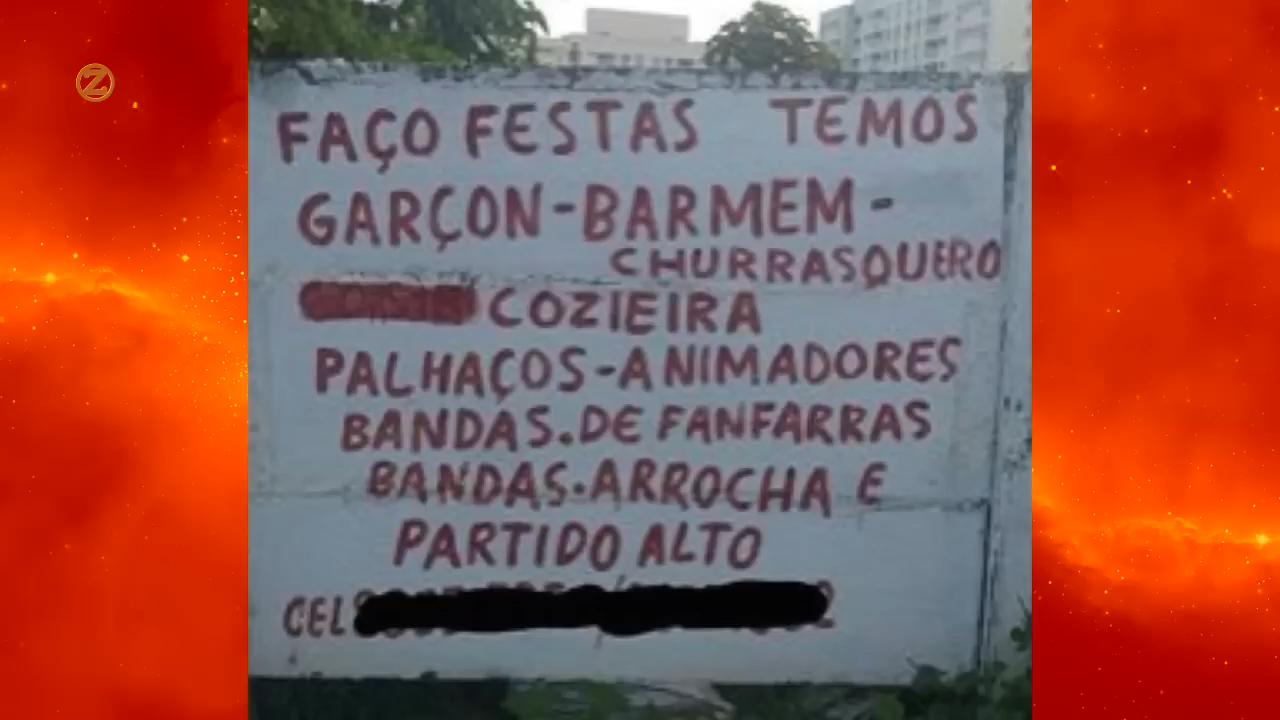 FAÇO FESTAS TEMOS
GARÇON-BARMEM-
CHURRASQUERO
COZIEIRA
PALHAÇOS-ANIMADORES
BANDAS.DE FANFARRAS
BANDAS.ARROCHA E
PARTIDO ALTO
CEL
Z